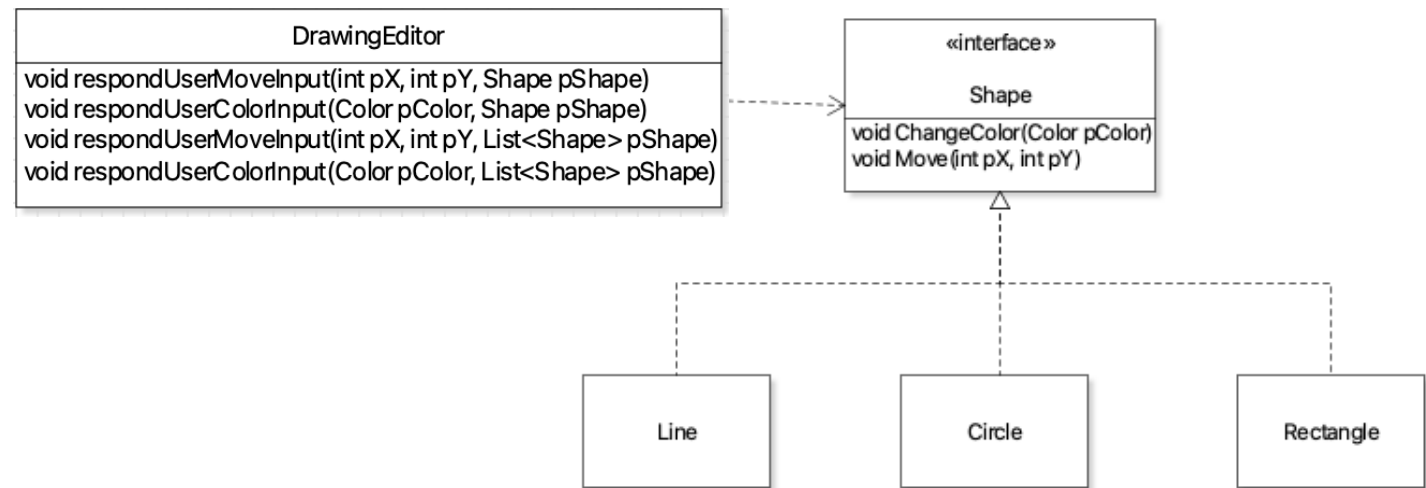 DrawingEditor
void respondUserMoveInput(int pX, int pY, Shape pShape)
void respondUserColorInput(Color pColor, Shape pShape)
void respondUserMoveInput(int pX, int pY, List<Shape> pShape)
void respondUserColorInput(Color pColor, List<Shape> pShape)
«interface»
Shape
void ChangeColor(Color pColor)
void Move(int pX, int pY)
Line
Circle
Rectangle